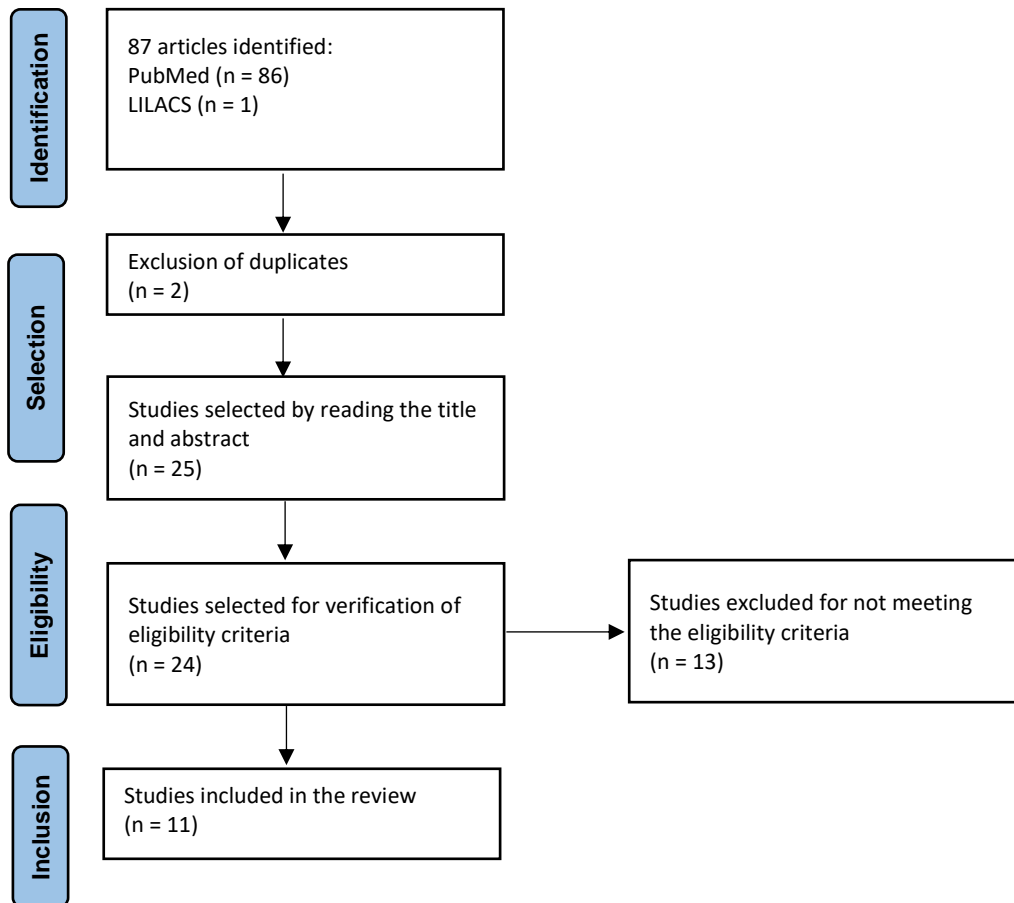 Identification
87 articles identified:
PubMed (n = 86)
LILACS (n = 1)
Selection
Exclusion of duplicates
(n = 2)
Studies selected by reading the title
and abstract
(n = 25)
Eligibility
Studies selected for verification of
eligibility criteria
(n = 24)
Studies excluded for not meeting
the eligibility criteria
(n = 13)
Inclusion
Studies included in the review
(n = 11)